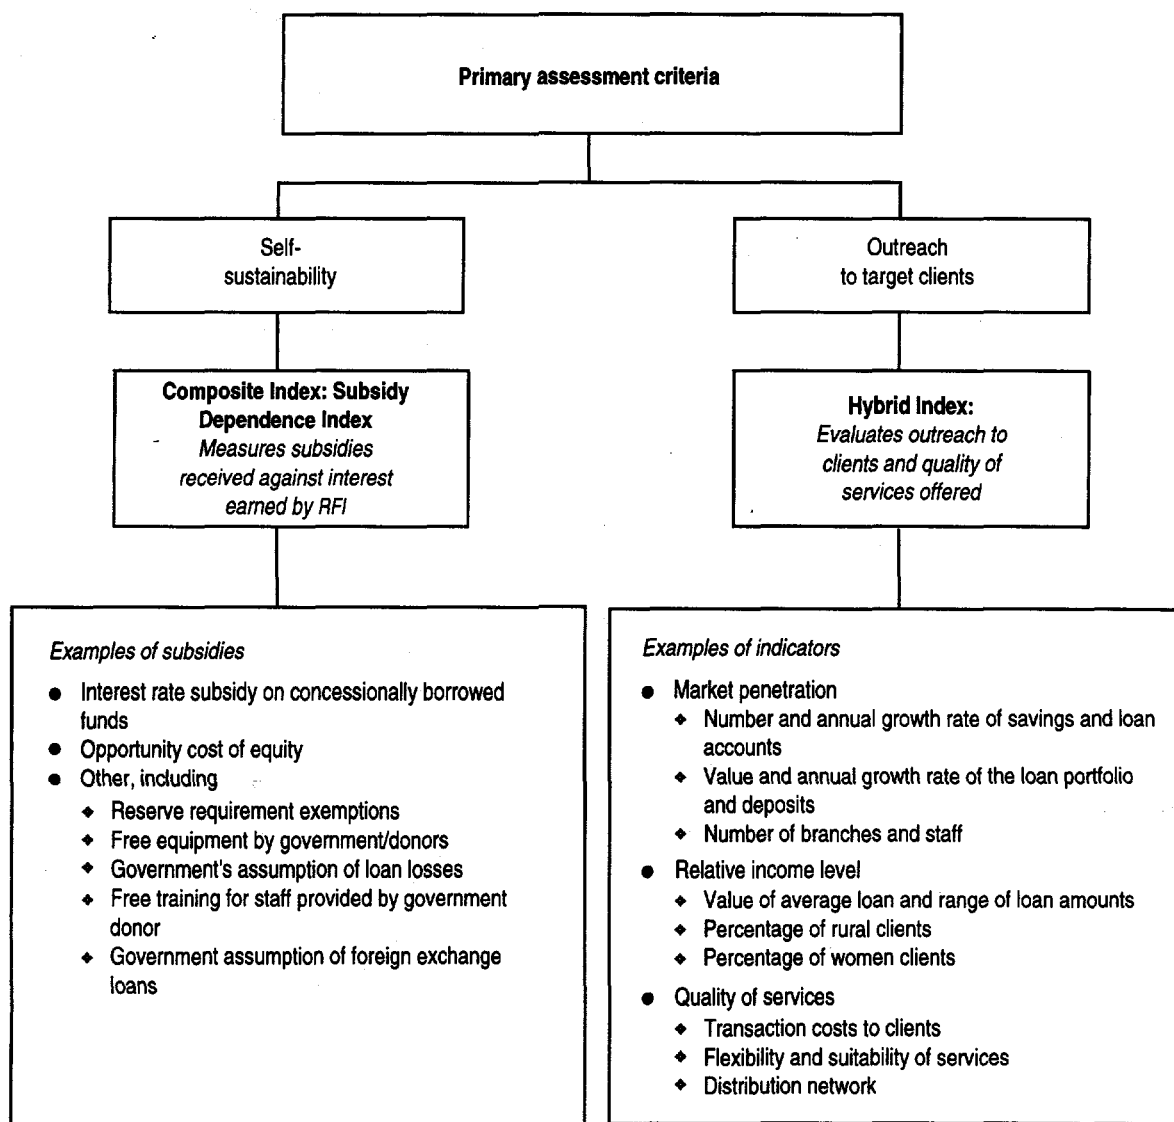 Primary assessment criteria
Self-
sustainability
Composite Index: Subsidy
Dependence Index
Measures subsidies
received against interest
earned by RFI
Examples of subsidies
● Interest rate subsidy on concessionally borrowed
funds
● Opportunity cost of equity
● Other, including
❖ Reserve requirement exemptions
❖ Free equipment by government/donors
❖ Government's assumption of loan losses
❖ Free training for staff provided by government
donor
❖ Government assumption of foreign exchange
loans
Outreach
to target clients
Hybrid Index:
Evaluates outreach to
clients and quality of
services offered
Examples of indicators
● Market penetration
❖ Number and annual growth rate of savings and loan
accounts
❖ Value and annual growth rate of the loan portfolio
and deposits
❖ Number of branches and staff
● Relative income level
❖ Value of average loan and range of loan amounts
❖ Percentage of rural clients
❖ Percentage of women clients
● Quality of services
❖ Transaction costs to clients
❖ Flexibility and suitability of services
❖ Distribution network